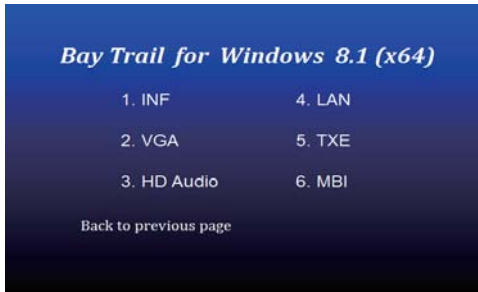 Bay Trail for Windows 8.1 (x64)
1. INF
2. VGA
3. HD Audio
4. LAN
5. TXE
6. MBI
Back to previous page